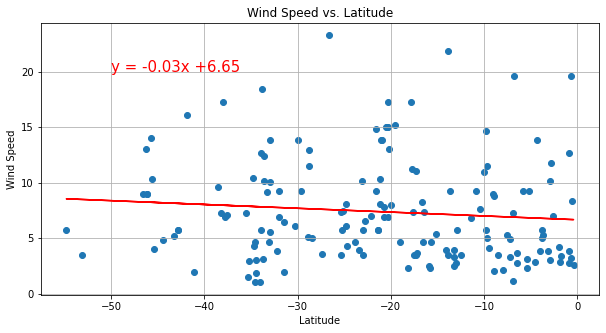 Wind Speed vs. Latitude
y = -0.03x +6.65
20
15
10
5
0
Wind Speed
−50 −40 −30 −20 −10 0
Latitude